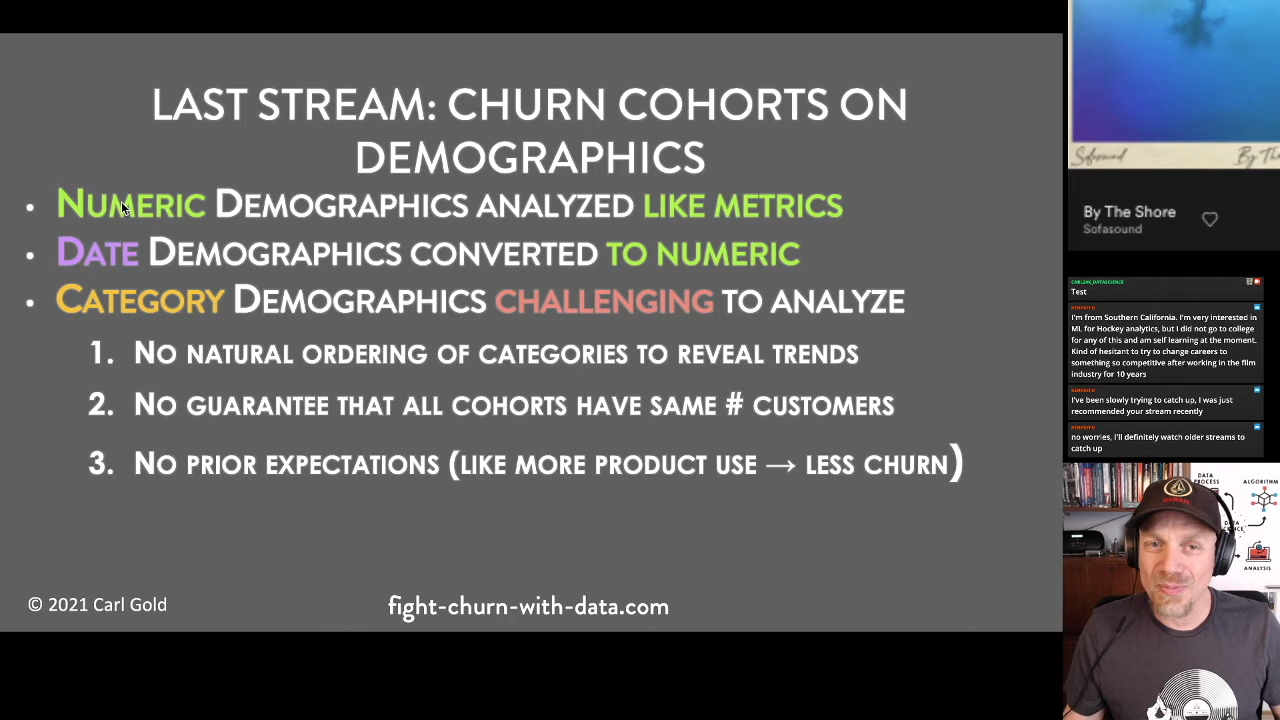 LAST STREAM: CHURN COHORTS ON
DEMOGRAPHICS
• NUMERIC DEMOGRAPHICS ANALYZED LIKE METRICS
• DATE DEMOGRAPHICS CONVERTED TO NUMERIC
• CATEGORY DEMOGRAPHICS CHALLENGING TO ANALYZE
1. NO NATURAL ORDERING OF CATEGORIES TO REVEAL TRENDS
2. NO GUARANTEE THAT ALL COHORTS HAVE SAME # CUSTOMERS
3. NO PRIOR EXPECTATIONS (LIKE MORE PRODUCT USE → LESS CHURN)
© 2021 Carl Gold
fight-churn-with-data.com
Sofasound
By The Shore
Sofasound
Test
I'm from Southern California. I'm very interested in
ML for Hockey analytics, but I did not go to college
for any of this and am self learning at the moment.
Kind of hesitant to try to change careers to
something so competitive after working in the film
industry for 10 years
I've been slowly trying to catch up, I was just
recommended your stream recently
no worries, I'll definitely watch older streams to
catch up
DATA
PROCESS
ALGORITHM
DATA
ANALYSIS